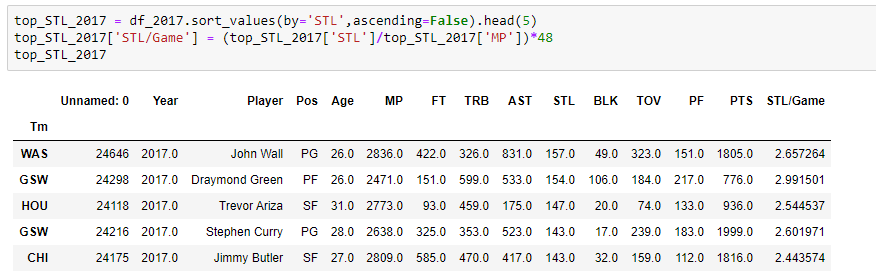 top_STL_2017 = df_2017.sort_values(by='STL',ascending=False).head(5)
top_STL_2017['STL/Game'] = (top_STL_2017['STL']/top_STL_2017['MP'])*48
top_STL_2017
Unnamed: 0 Year Player Pos Age MP FT TRB AST STL BLK TOV PF PTS STL/Game
Tm
WAS 24646 2017.0 John Wall PG 26.0 2836.0 422.0 326.0 831.0 157.0 49.0 323.0 151.0 1805.0 2.657264
GSW 24298 2017.0 Draymond Green PF 26.0 2471.0 151.0 599.0 533.0 154.0 106.0 184.0 217.0 776.0 2.991501
HOU 24118 2017.0 Trevor Ariza SF 31.0 2773.0 93.0 459.0 175.0 147.0 20.0 74.0 133.0 936.0 2.544537
GSW 24216 2017.0 Stephen Curry PG 28.0 2638.0 325.0 353.0 523.0 143.0 17.0 239.0 183.0 1999.0 2.601971
CHI 24175 2017.0 Jimmy Butler SF 27.0 2809.0 585.0 470.0 417.0 143.0 32.0 159.0 112.0 1816.0 2.443574